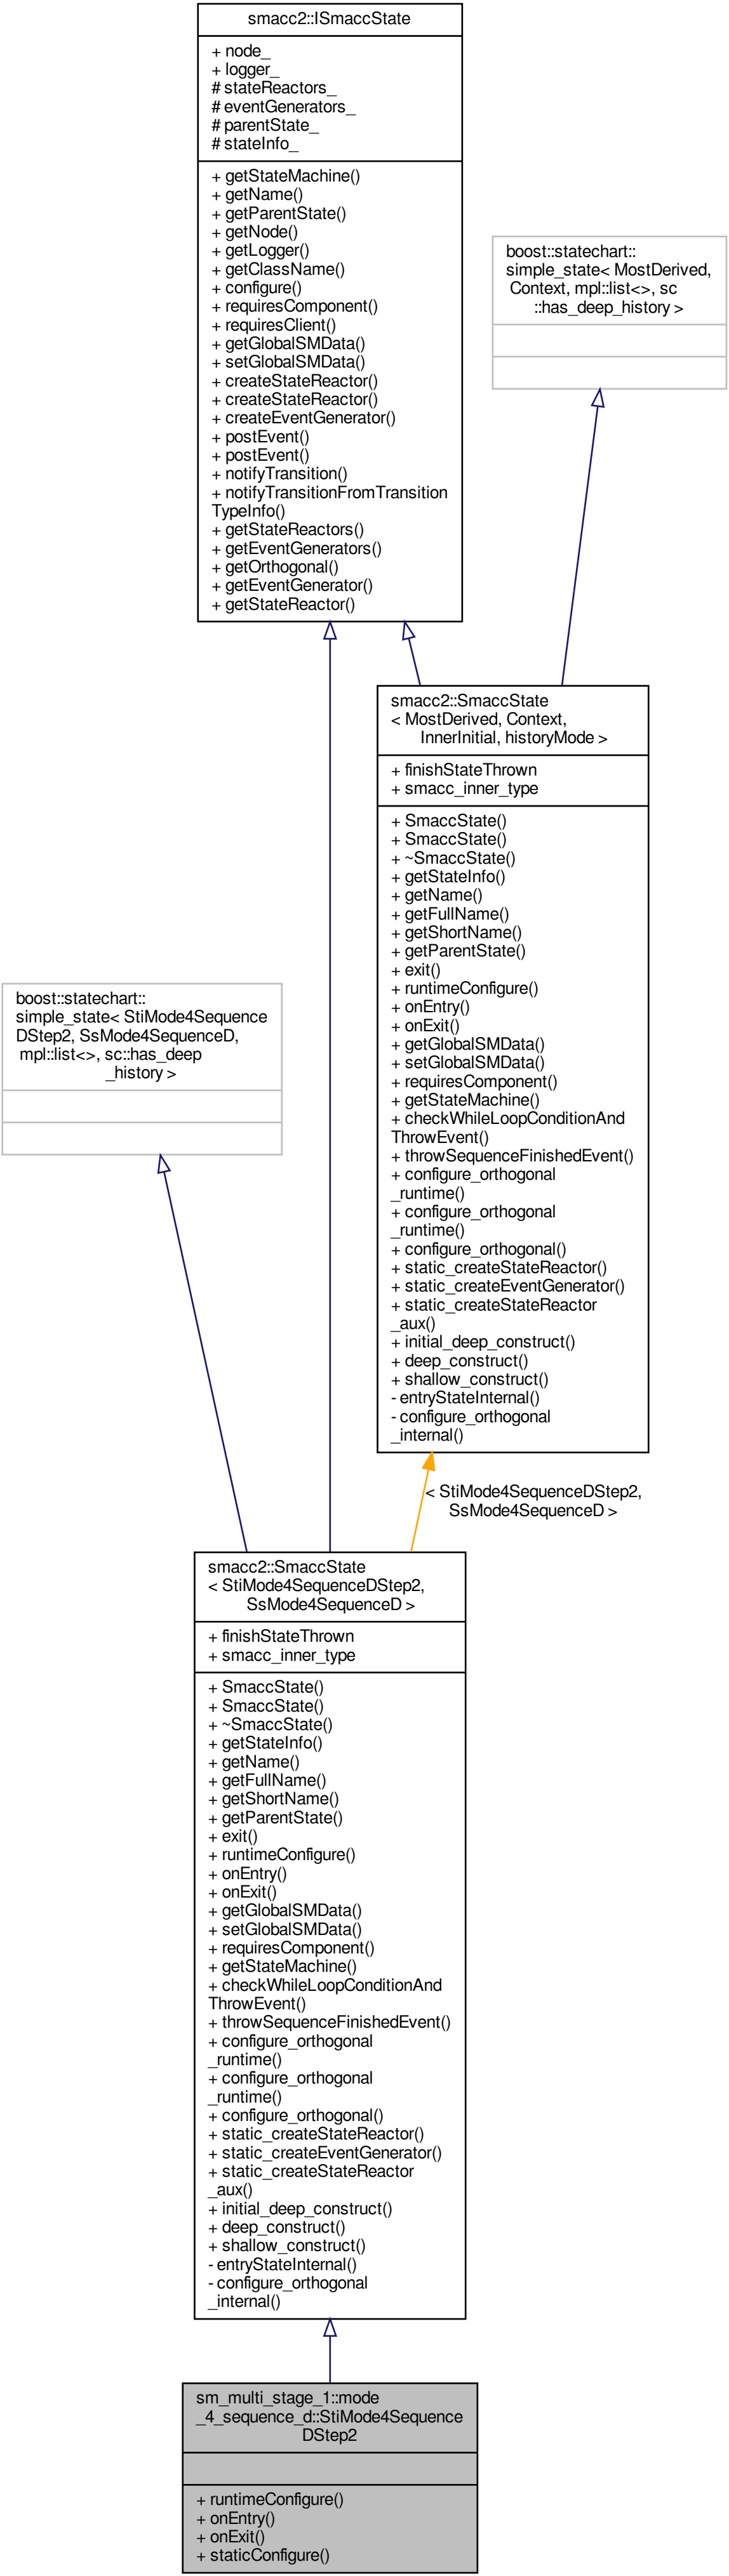 smacc2::ISmaccState
+ node_
+ logger_
# stateReactors_
# eventGenerators_
# parentState_
# stateInfo_
+ getStateMachine()
+ getName()
+ getParentState()
+ getNode()
+ getLogger()
+ getClassName()
+ configure()
+ requiresComponent()
+ requiresClient()
+ getGlobalSMData()
+ setGlobalSMData()
+ createStateReactor()
+ createStateReactor()
+ createEventGenerator()
+ postEvent()
+ postEvent()
+ notifyTransition()
+ notifyTransitionFromTransition
TypeInfo()
+ getStateReactors()
+ getEventGenerators()
+ getOrthogonal()
+ getEventGenerator()
+ getStateReactor()
boost::statechart::
simple_state< MostDerived,
Context, mpl::list<>, sc
::has_deep_history >
smacc2::SmaccState
< MostDerived, Context,
InnerInitial, historyMode >
+ finishStateThrown
+ smacc_inner_type
+ SmaccState()
+ SmaccState()
+ ~SmaccState()
+ getStateInfo()
+ getName()
+ getFullName()
+ getShortName()
+ getParentState()
+ exit()
+ runtimeConfigure()
+ onEntry()
+ onExit()
+ getGlobalSMData()
+ setGlobalSMData()
+ requiresComponent()
+ getStateMachine()
+ checkWhileLoopConditionAnd
ThrowEvent()
+ throwSequenceFinishedEvent()
+ configure_orthogonal
_runtime()
+ configure_orthogonal
_runtime()
+ configure_orthogonal()
+ static_createStateReactor()
+ static_createEventGenerator()
+ static_createStateReactor
_aux()
+ initial_deep_construct()
+ deep_construct()
+ shallow_construct()
- entryStateInternal()
- configure_orthogonal
_internal()
boost::statechart::
simple_state< StiMode4Sequence
DStep2, SsMode4SequenceD,
mpl::list<>, sc::has_deep
_history >
< StiMode4SequenceDStep2,
SsMode4SequenceD >
smacc2::SmaccState
< StiMode4SequenceDStep2,
SsMode4SequenceD >
+ finishStateThrown
+ smacc_inner_type
+ SmaccState()
+ SmaccState()
+ ~SmaccState()
+ getStateInfo()
+ getName()
+ getFullName()
+ getShortName()
+ getParentState()
+ exit()
+ runtimeConfigure()
+ onEntry()
+ onExit()
+ getGlobalSMData()
+ setGlobalSMData()
+ requiresComponent()
+ getStateMachine()
+ checkWhileLoopConditionAnd
ThrowEvent()
+ throwSequenceFinishedEvent()
+ configure_orthogonal
_runtime()
+ configure_orthogonal
_runtime()
+ configure_orthogonal()
+ static_createStateReactor()
+ static_createEventGenerator()
+ static_createStateReactor
_aux()
+ initial_deep_construct()
+ deep_construct()
+ shallow_construct()
- entryStateInternal()
- configure_orthogonal
_internal()
sm_multi_stage_1::mode
_4_sequence_d::StiMode4Sequence
DStep2
+ runtimeConfigure()
+ onEntry()
+ onExit()
+ staticConfigure()